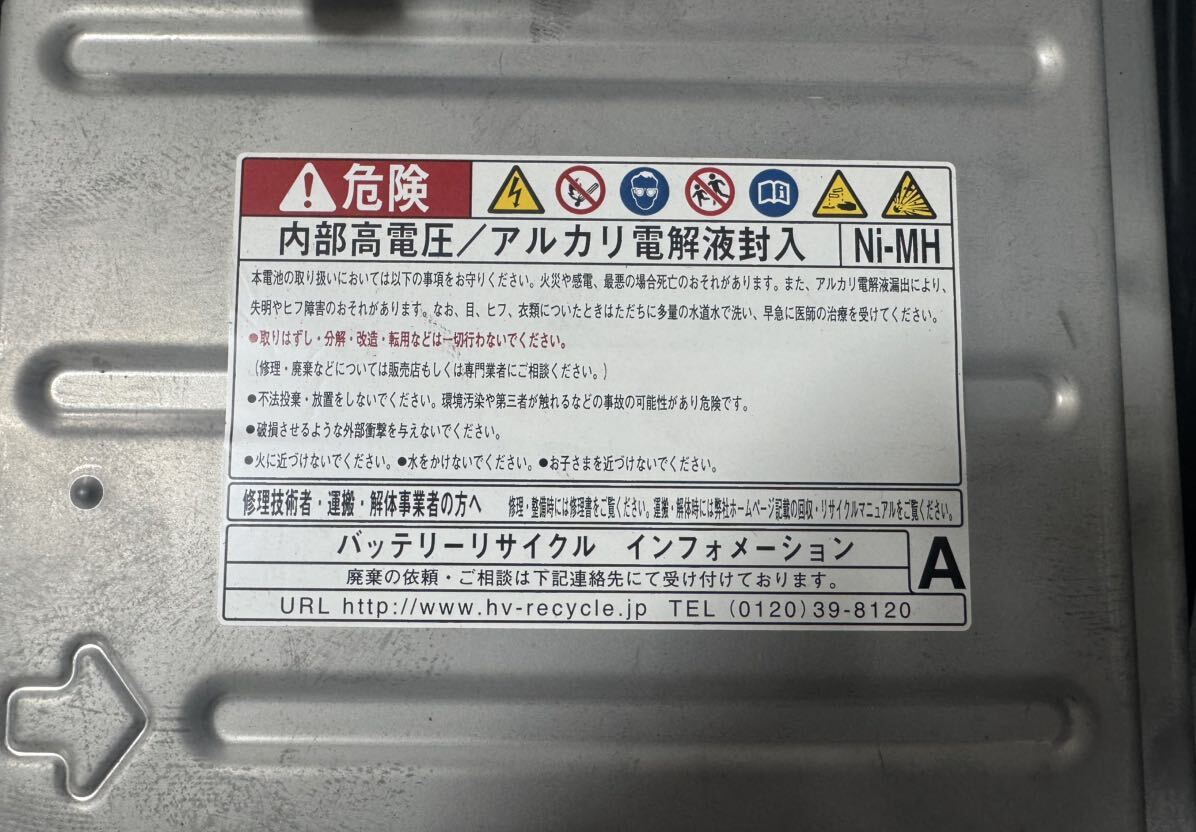 危険
内部高電圧/アルカリ電解液封入 Ni-MH
本電池の取り扱いにおいては以下の事項をお守りください。火災や感電、最悪の場合死亡のおそれがあります。また、アルカリ電解液漏出により、
失明やヒフ障害のおそれがあります。なお、目、ヒフ、衣類についたときはただちに多量の水道水で洗い、早急に医師の治療を受けてください。
●取りはずし・分解・改造・転用などは一切行わないでください。
(修理・廃棄などについては販売店もしくは専門業者にご相談ください。)
●不法投棄・放置をしないでください。環境汚染や第三者が触れるなどの事故の可能性があり危険です。
●破損させるような外部衝撃を与えないでください。
●火に近づけないでください。●水をかけないでください。●お子さまを近づけないでください。
修理技術者・運搬・解体事業者の方へ 修理・整備時には修理書をご覧ください。運搬・解体時には弊社ホームページ記載の回収・リサイクルマニュアルをご覧ください。
バッテリーリサイクル インフォメーション
廃棄の依頼・ご相談は下記連絡先にて受け付けております。
A
URL http://www.hv-recycle.jp TEL (0120)39-8120